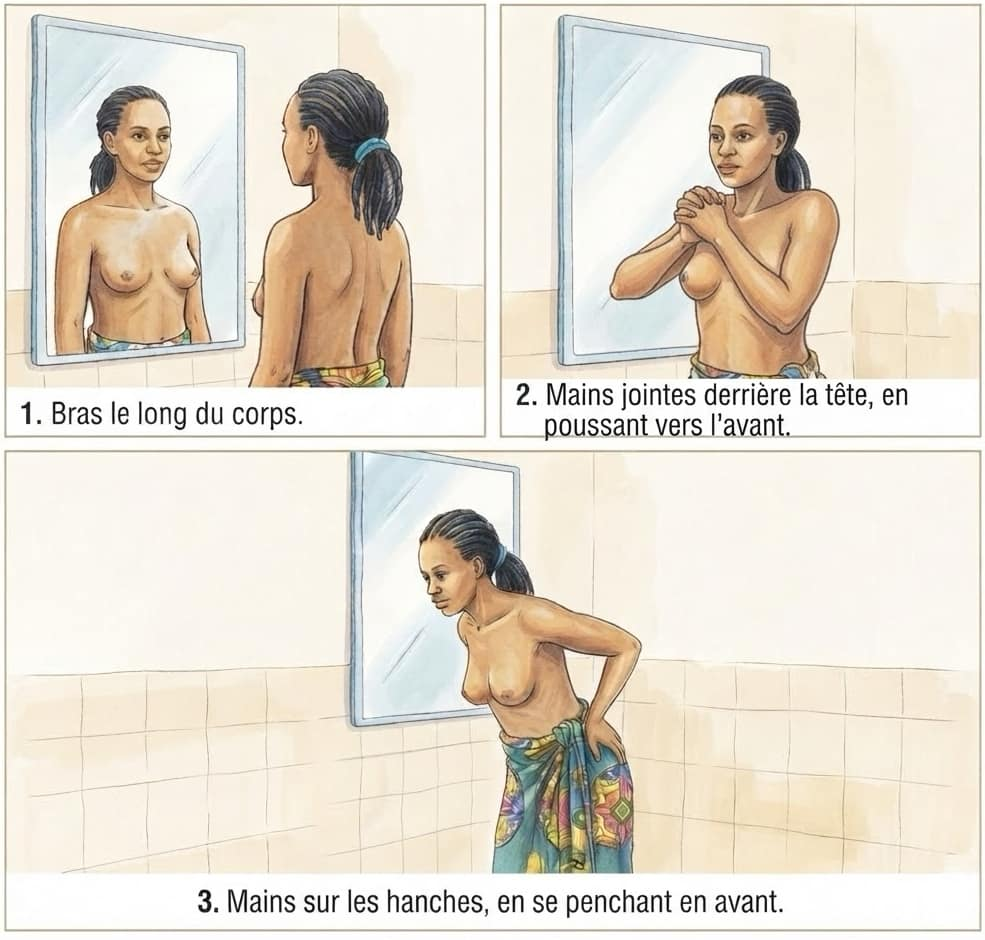 1. Bras le long du corps.
2. Mains jointes derrière la tête, en
poussant vers l'avant.
3. Mains sur les hanches, en se penchant en avant.